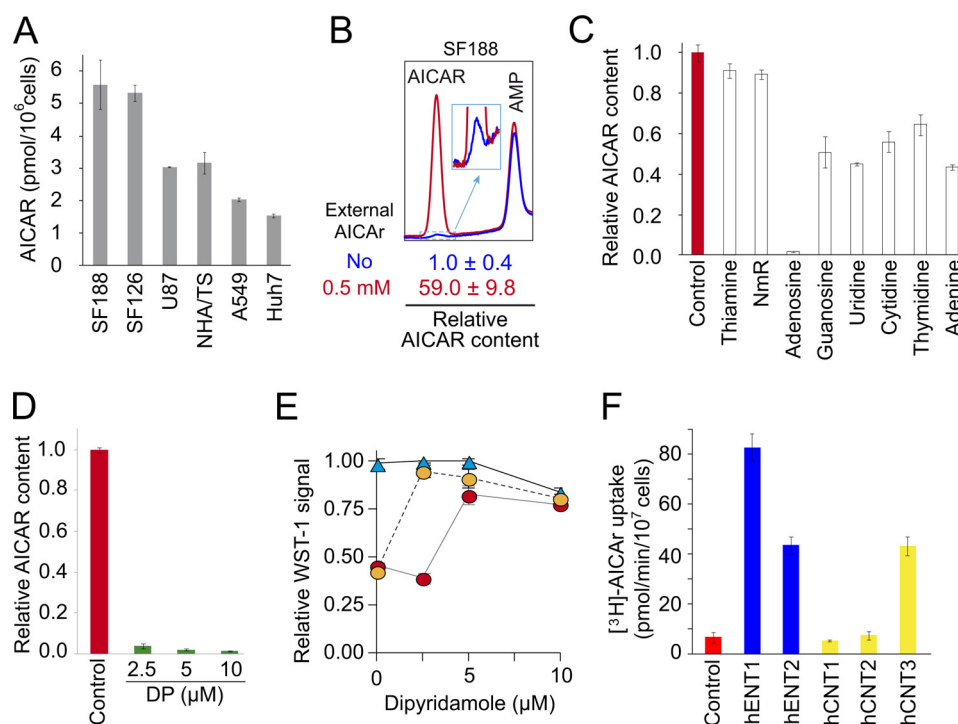 A
AICAR (pmol/10⁶cells)
6
5
4
3
2
1
0
SF188
SF126
U87
NHA/TS
A549
Huh7
B
SF188
AICAR
AMP
External
AICAr
No
1.0 ± 0.4
0.5 mM
59.0 ± 9.8
Relative
AICAR content
C
Relative AICAR content
1.0
0.8
0.6
0.4
0.2
0.0
Control
Thiamine
NmR
Adenosine
Guanosine
Uridine
Cytidine
Thymidine
Adenine
D
Relative AICAR content
1.0
0.8
0.6
0.4
0.2
0.0
Control
2.5 5 10
DP (µM)
E
Relative WST-1 signal
1.00
0.75
0.50
0.25
1.00
0 5 10
Dipyridamole (µM)
F
[³H]-AICAr uptake
(pmol/min/10⁷ cells)
80
60
40
20
0
Control
hENT1
hENT2
hCNT1
hCNT2
hCNT3